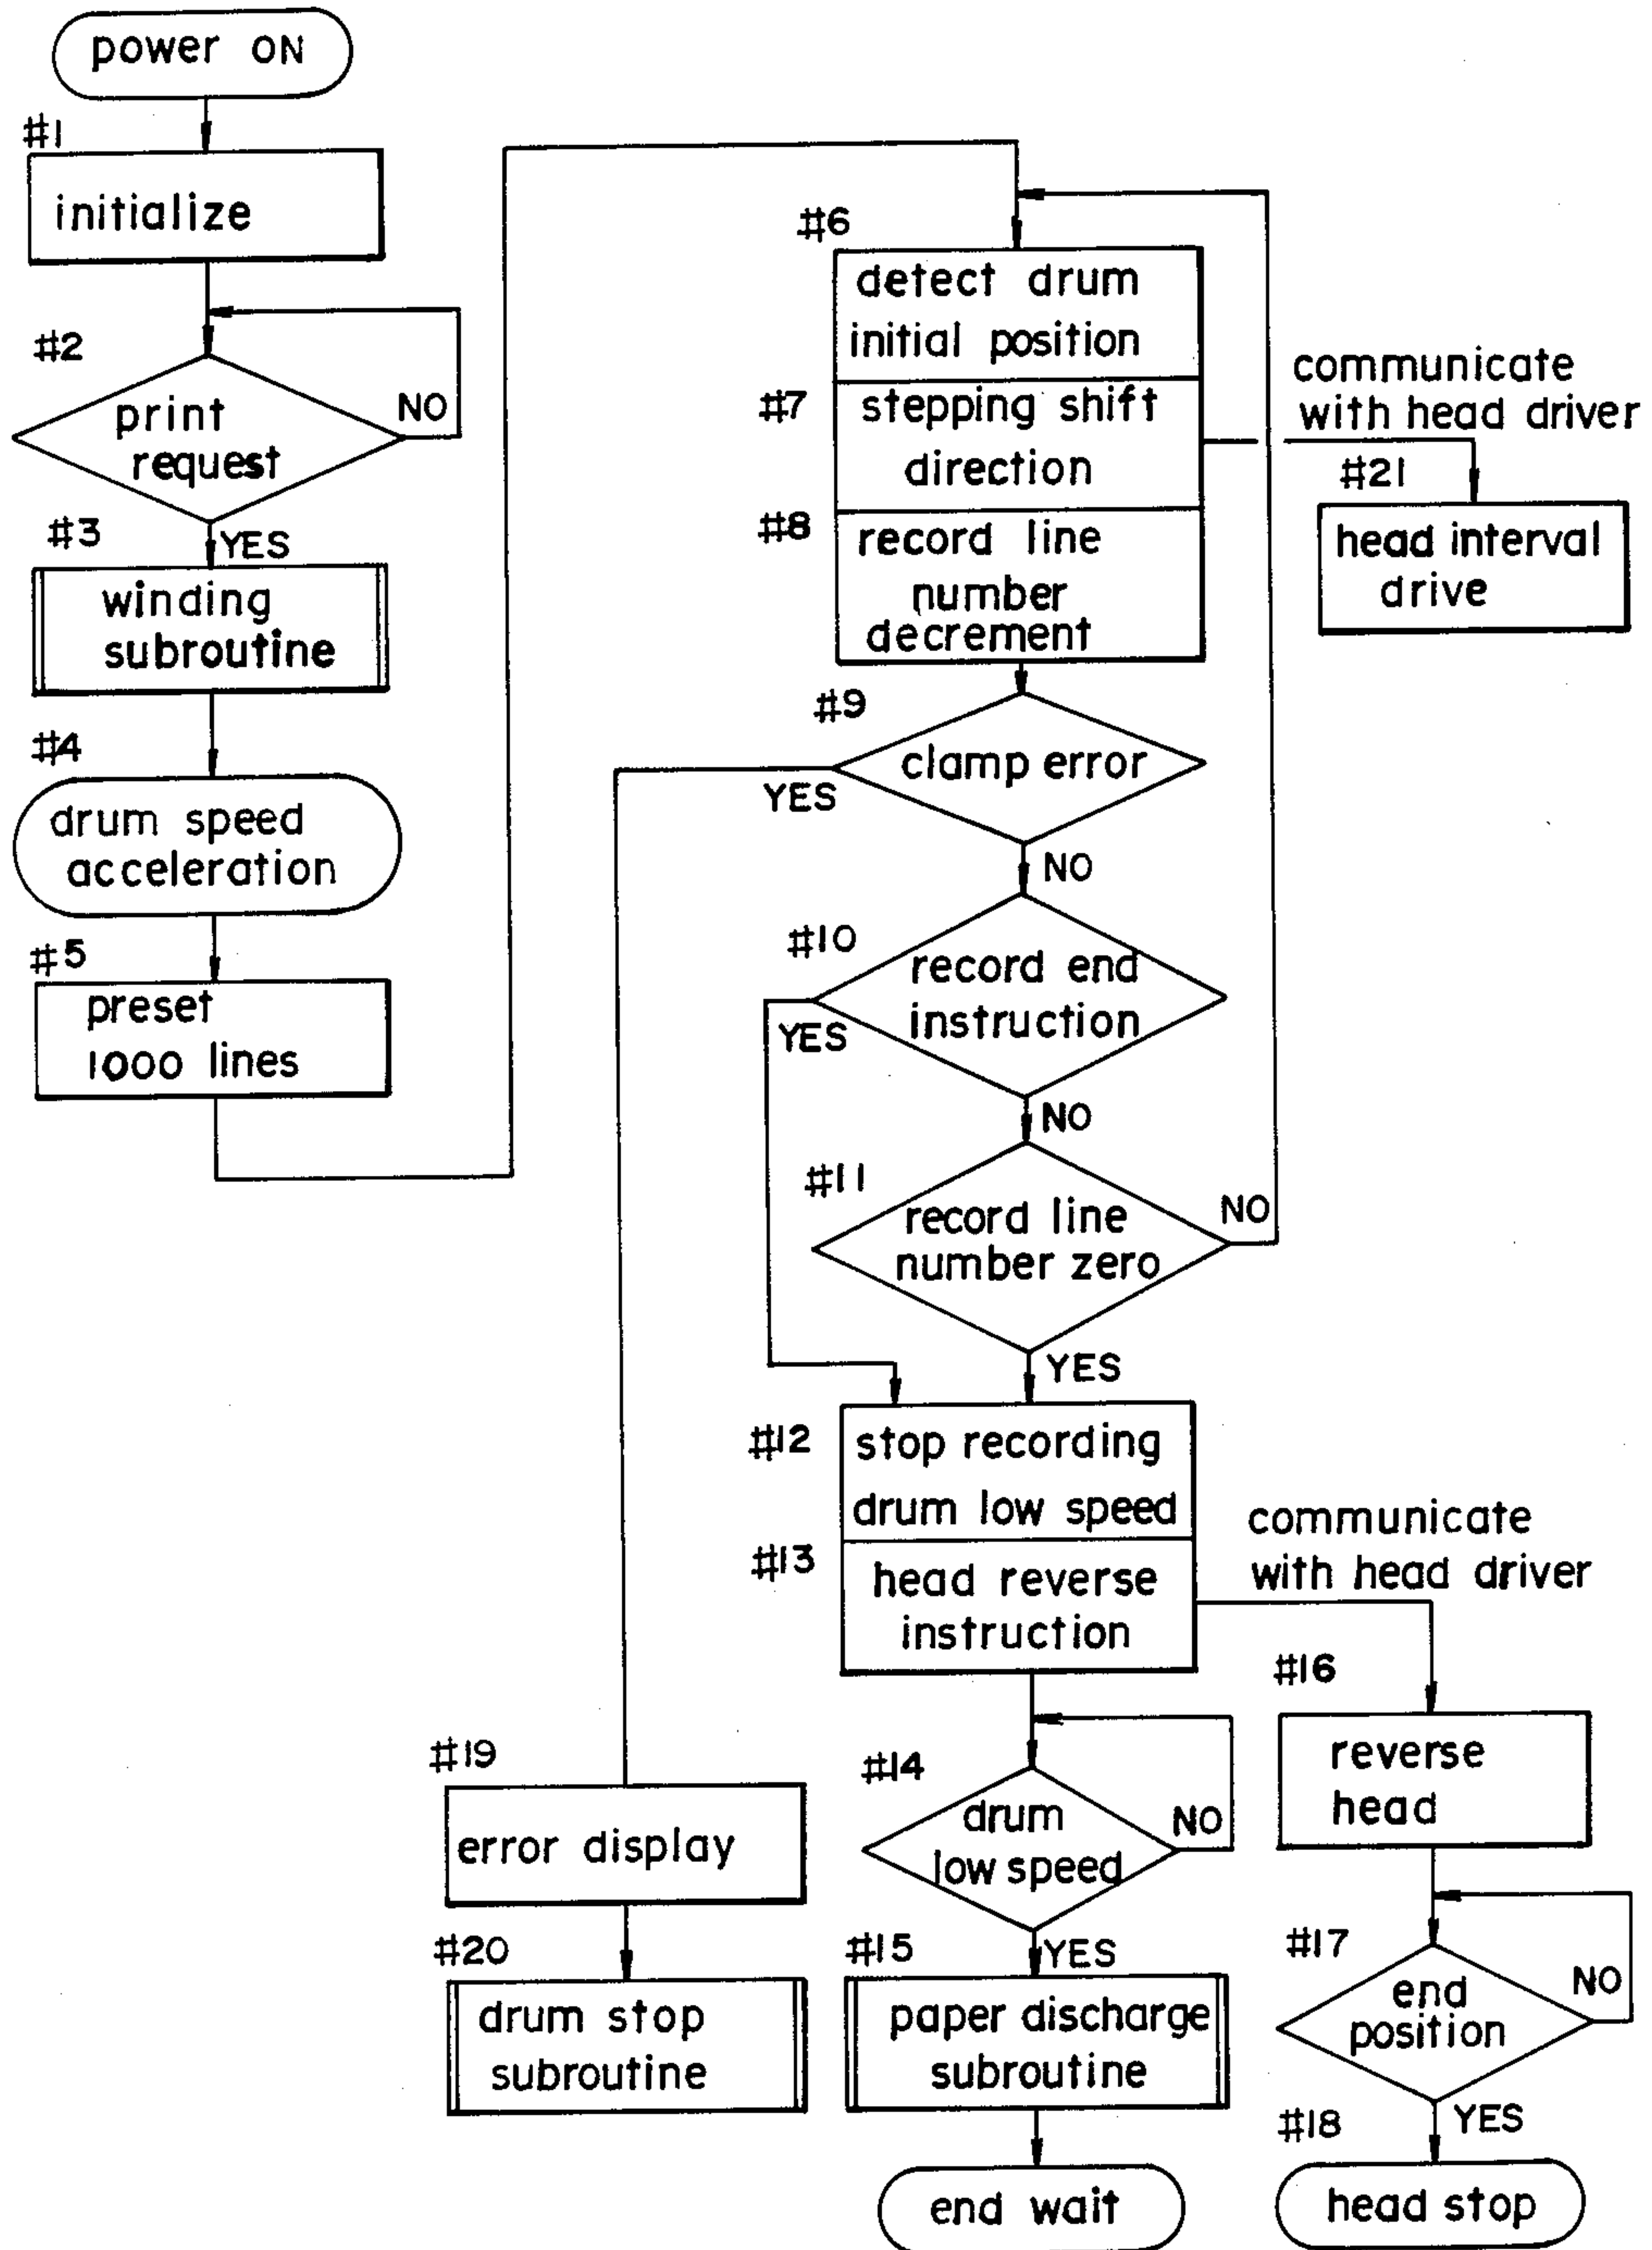 power ON
#1
initialize
#2
print
request
NO
YES
#3
winding
subroutine
#4
drum speed
acceleration
#5
preset
1000 lines
#6
detect drum
initial position
#7
stepping shift
direction
#8
record line
number
decrement
communicate
with head driver
#21
head interval
drive
#9
clamp error
YES
NO
#10
record end
instruction
YES
NO
#11
record line
number zero
NO
YES
#12
stop recording
drum low speed
#13
head reverse
instruction
communicate
with head driver
#14
drum
low speed
NO
YES
#15
paper discharge
subroutine
end wait
#16
reverse
head
#17
end
position
NO
YES
#18
head stop
#19
error display
#20
drum stop
subroutine